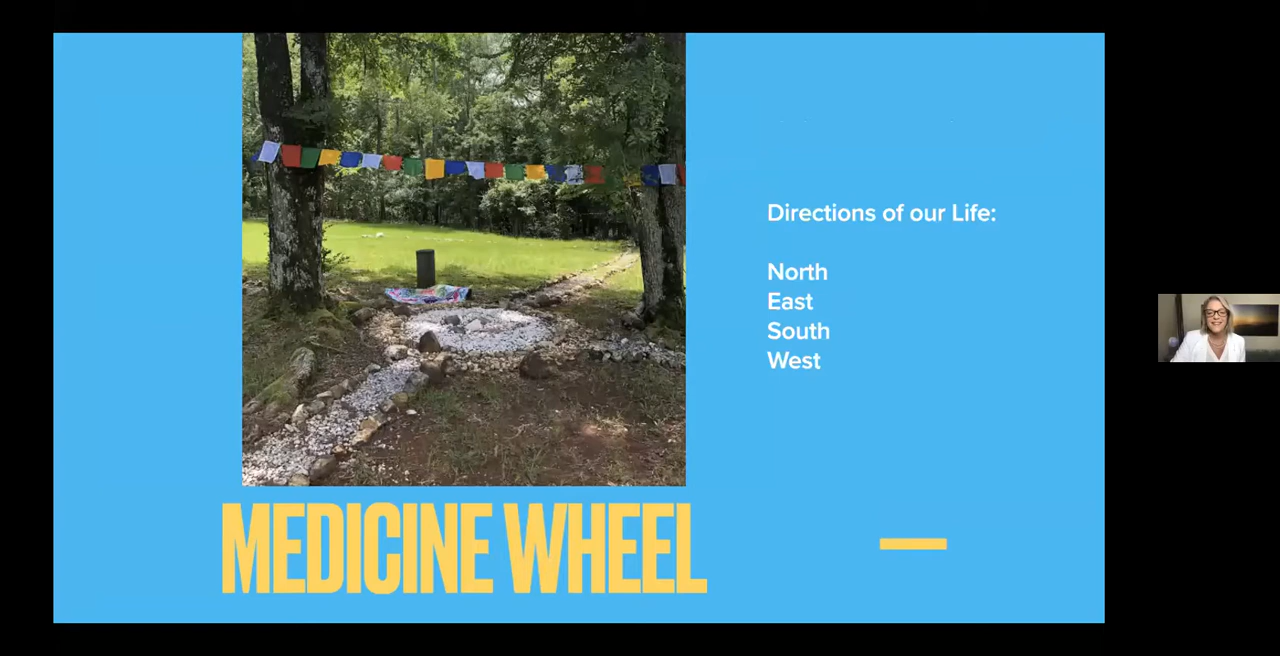 Directions of our Life:
North
East
South
West
MEDICINE WHEEL